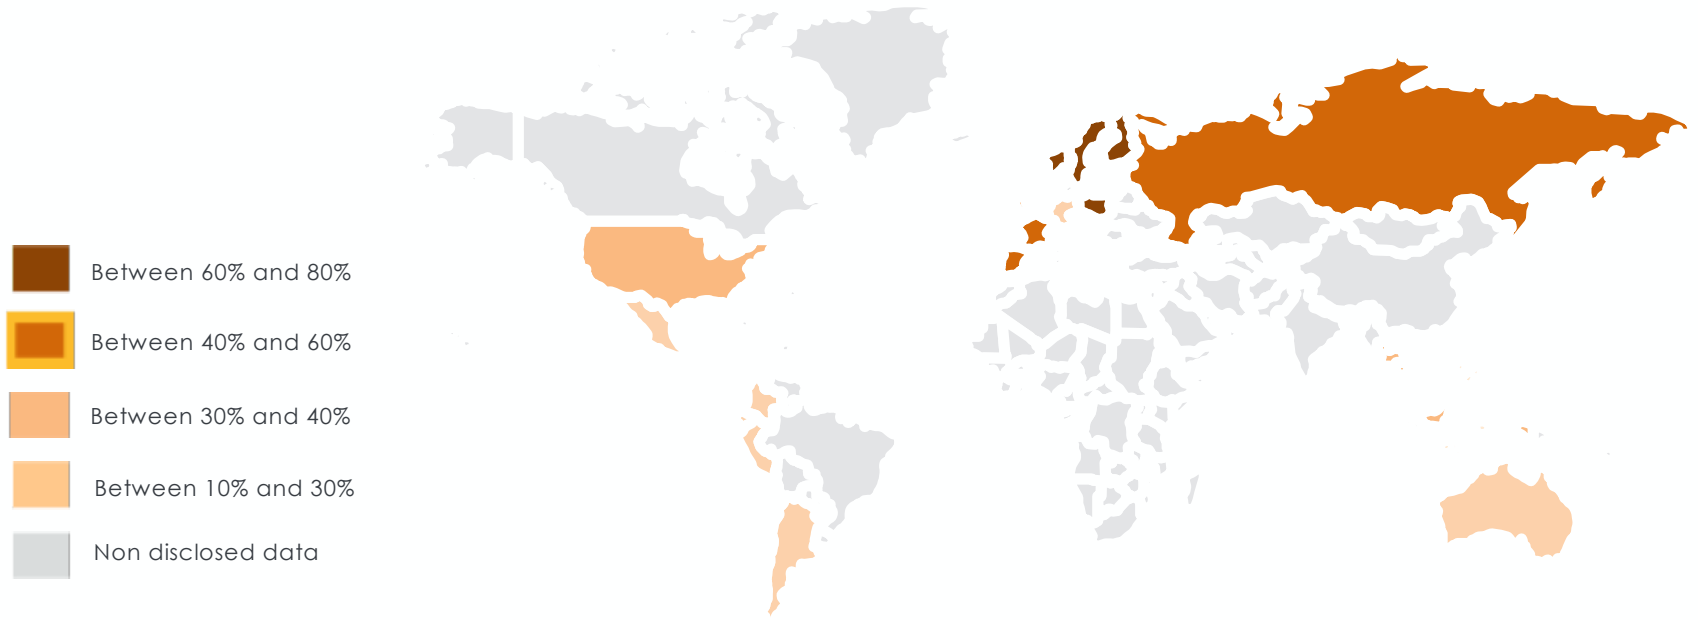 Between 60% and 80%
Between 40% and 60%
Between 30% and 40%
Between 10% and 30%
Non disclosed data